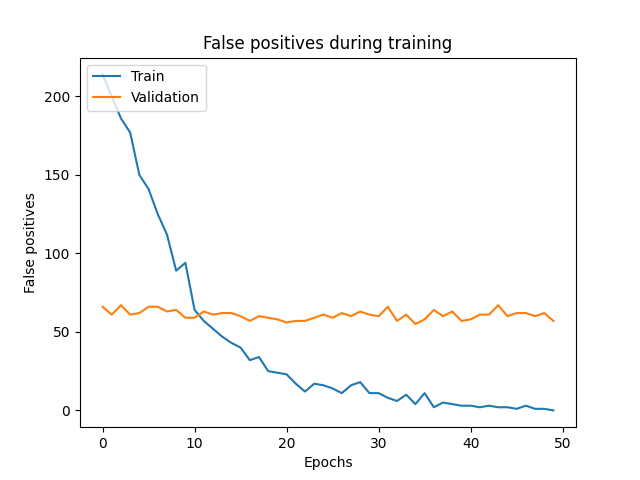 False positives during training
Train
Validation
200
150
100
50
0
False positives
0 10 20 30 40 50
Epochs